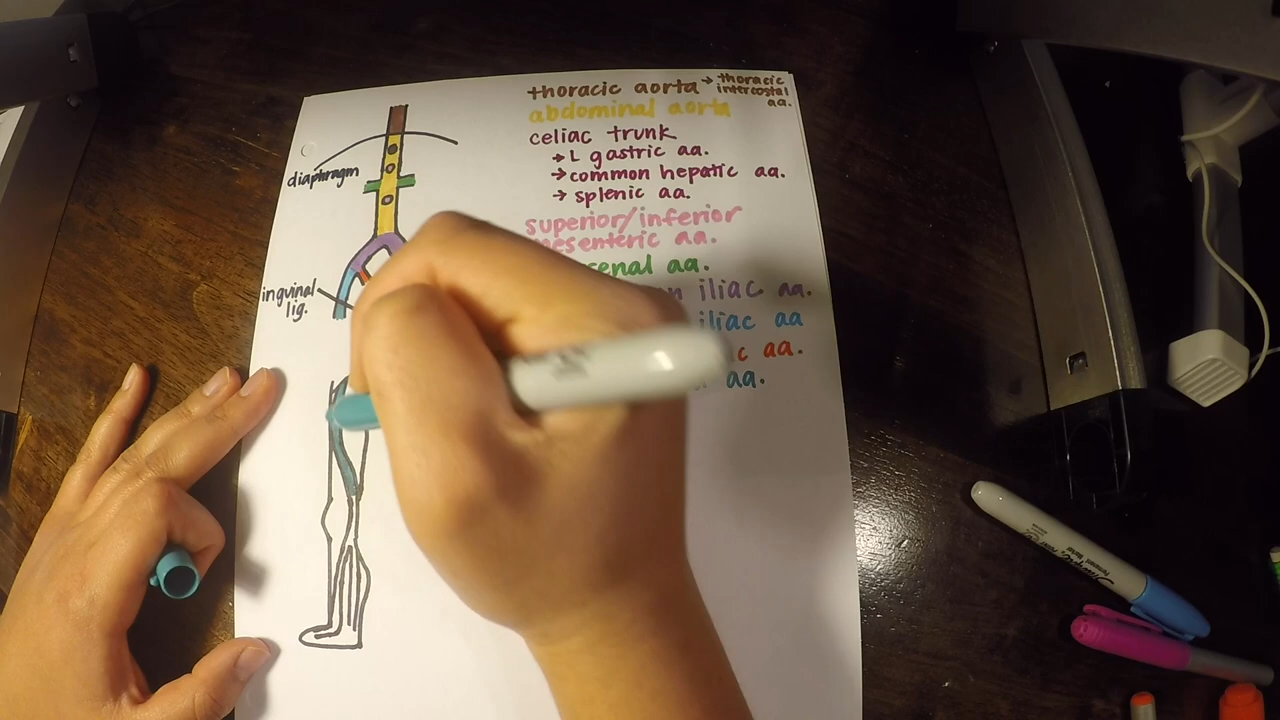 thoracic aorta → thoracic
intercostal
aa.
abdominal aorta
celiac trunk
→ L gastric aa.
→ common hepatic aa.
→ splenic aa.
superior/inferior
mesenteric aa.
renal aa.
iliac aa.
iliac aa
aa.
aa.
diaphragm
inguinal
lig.